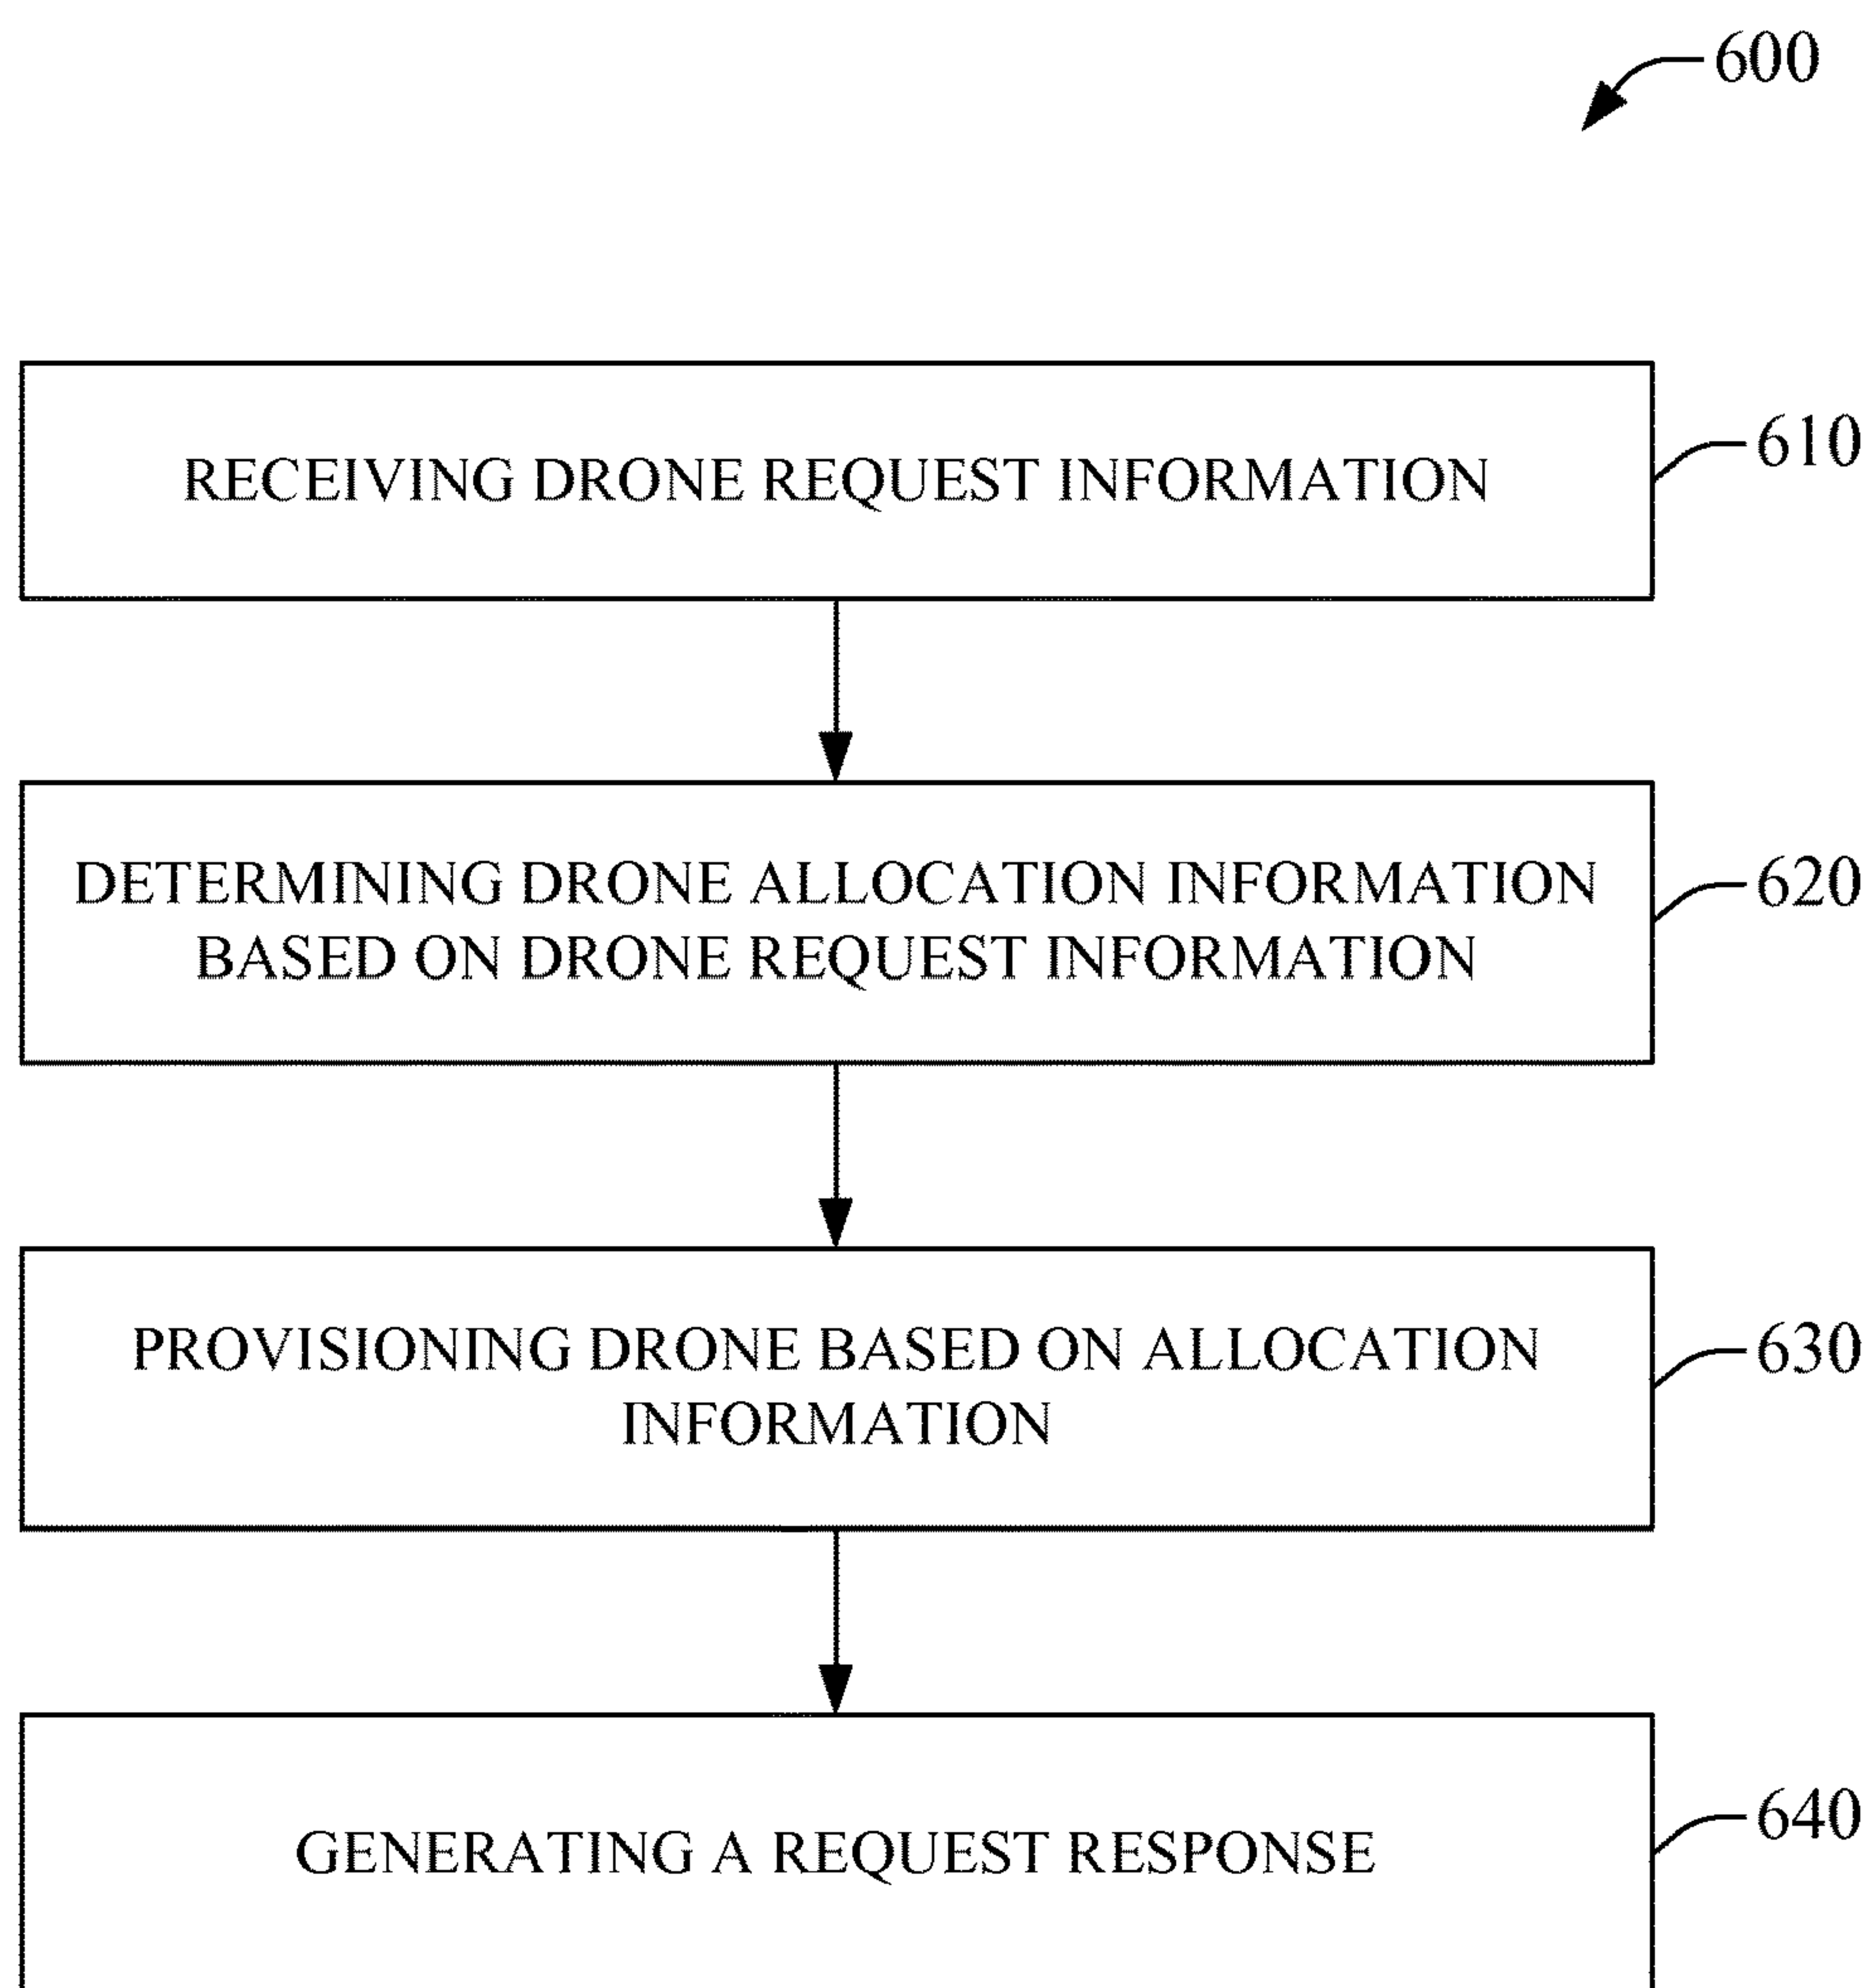 600
RECEIVING DRONE REQUEST INFORMATION
610
DETERMINING DRONE ALLOCATION INFORMATION
BASED ON DRONE REQUEST INFORMATION
620
PROVISIONING DRONE BASED ON ALLOCATION
INFORMATION
630
GENERATING A REQUEST RESPONSE
640